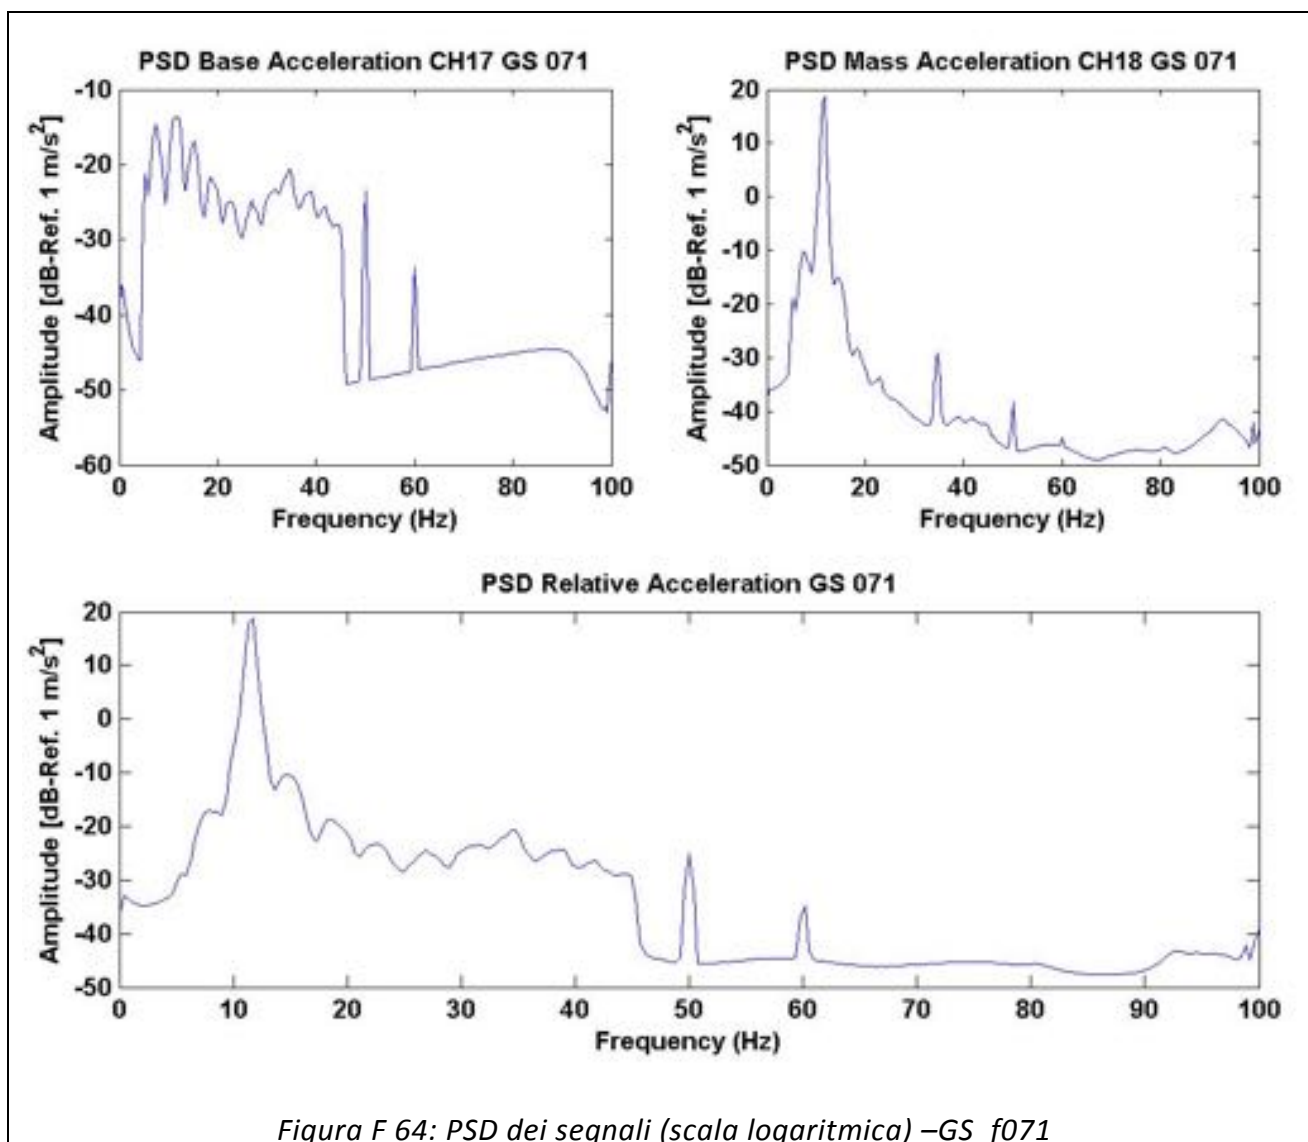 PSD Base Acceleration CH17 GS 071
-10
-20
-30
-40
-50
-60
Amplitude [dB-Ref. 1 m/s²]
0 20 40 60 80 100
Frequency (Hz)
PSD Mass Acceleration CH18 GS 071
20
10
0
-10
-20
-30
-40
-50
Amplitude [dB-Ref. 1 m/s²]
0 20 40 60 80 100
Frequency (Hz)
PSD Relative Acceleration GS 071
20
10
0
-10
-20
-30
-40
-50
Amplitude [dB-Ref. 1 m/s²]
0 10 20 30 40 50 60 70 80 90 100
Frequency (Hz)
Figura F 64: PSD dei segnali (scala logaritmica) –GS_f071